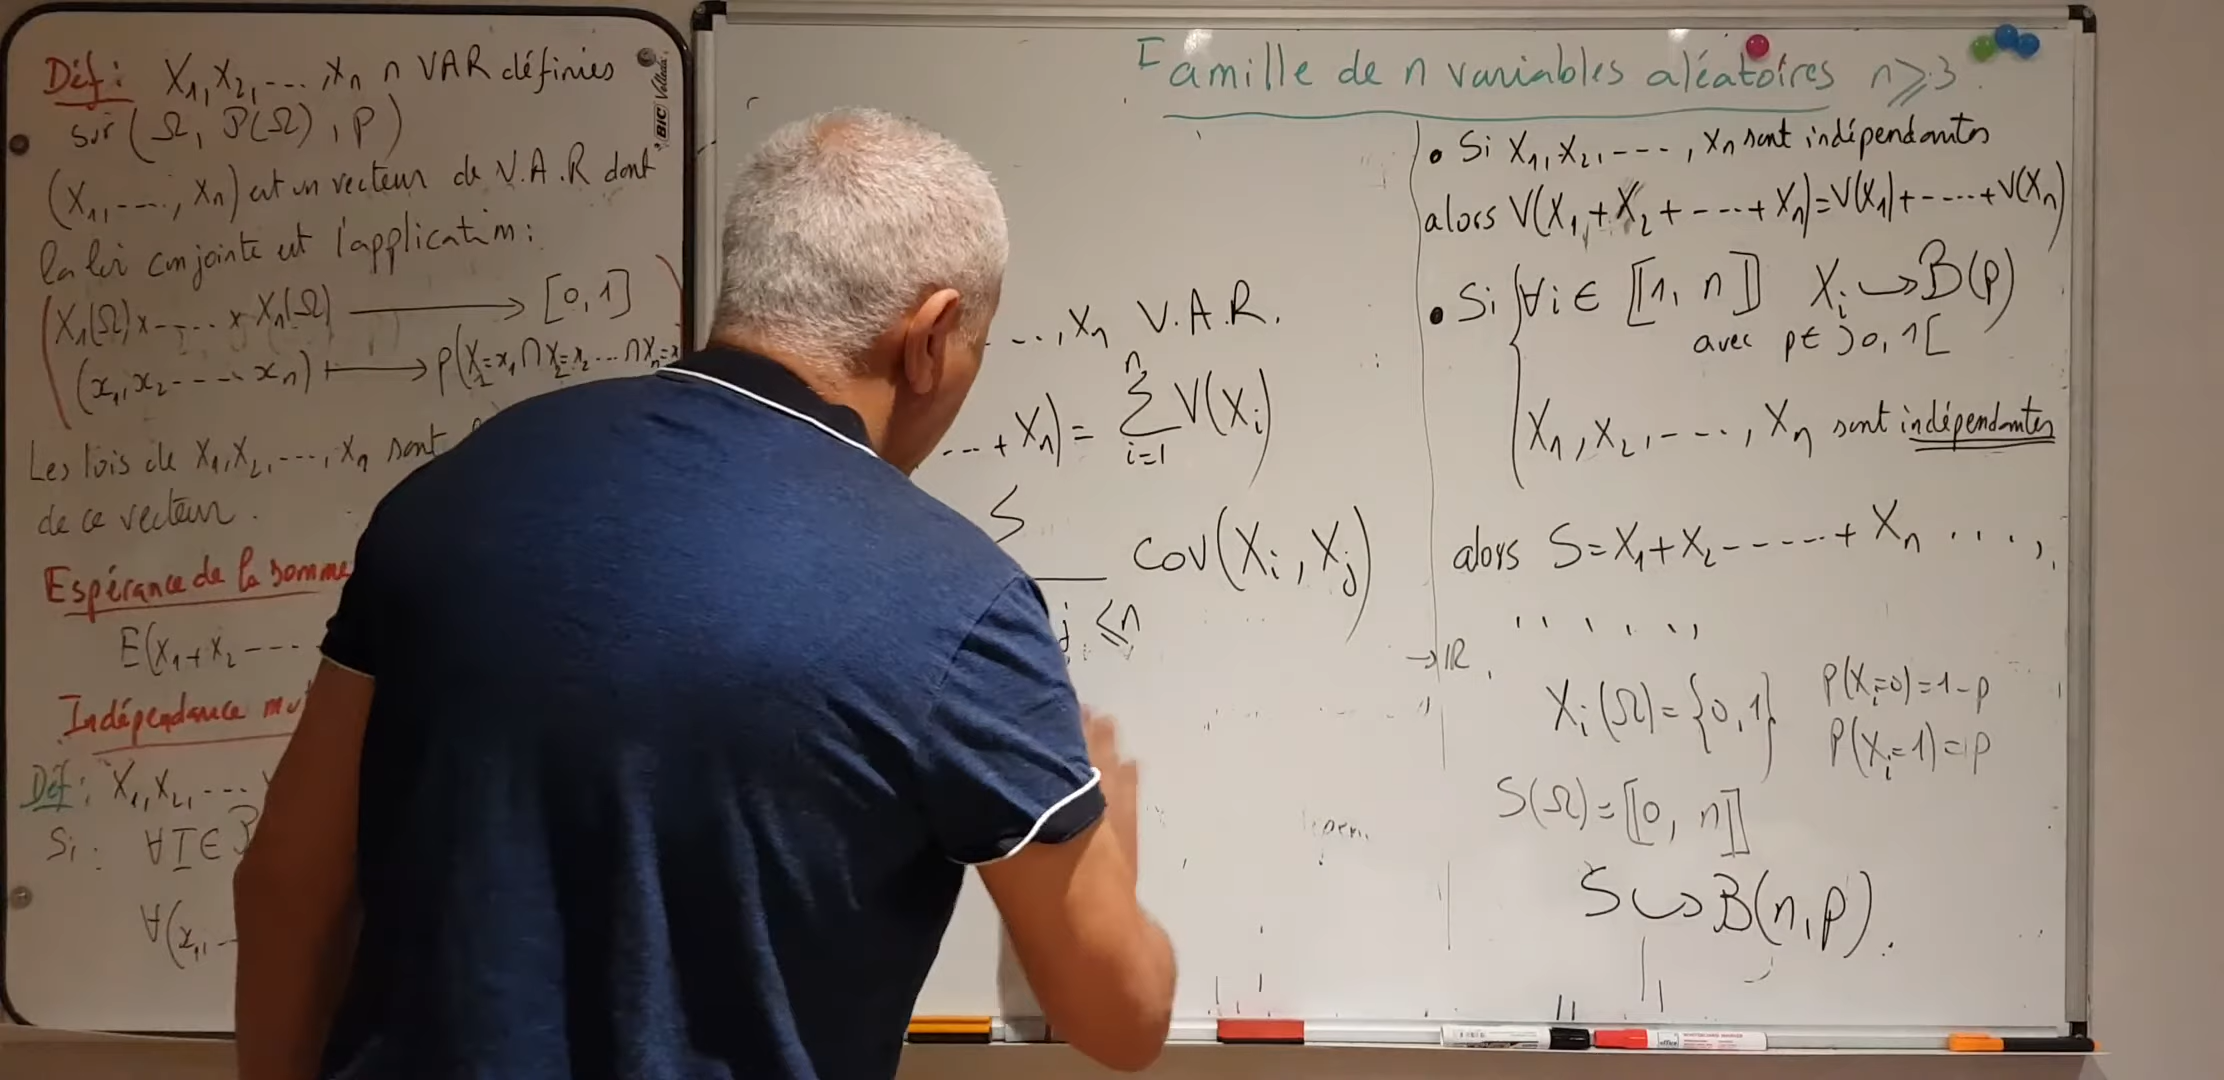 Déf: X1, X2, ..., Xn n VAR définies
sur (Ω, P(Ω), P)
(X1, ---, Xn) est un vecteur de V.A.R dont
la loi conjointe est l'application:
X1(Ω)x-....x Xn(Ω) ⟶ [0,1]
(x1, x2 ---- xn) ⟼ P(X1=x1 ∩ X2=x2 ... ∩ Xn=x
Les lois de X1, X2, ---, Xn sont
de ce vecteur.
Espérance de la somme
E(X1+X2 ---
Indépendance mu
Déf: X1, X2, ---
Si: ∀I∈P
∀(x1, --
BIC Velleda
Famille de n variables aléatoires n⩾3
..., Xn V.A.R.
---+Xn)= ∑ i=1 n V(Xi)
cov(Xi, Xj)
j ⩽n
• Si X1, X2, ---, Xn sont indépendantes
alors V(X1+X2+---+Xn)=V(X1)+----+V(Xn)
• Si { ∀i∈ ⟦1, n⟧ Xi ↪ B(p)
avec p∈ ]0,1[
X1, X2, ---, Xn sont indépendantes
alors S=X1+X2-----+Xn ....,
→IR
Xi(Ω)={0,1} P(Xi=0)=1-p
P(Xi=1)=p
S(Ω)=⟦0, n⟧
S ↪ B(n,p).